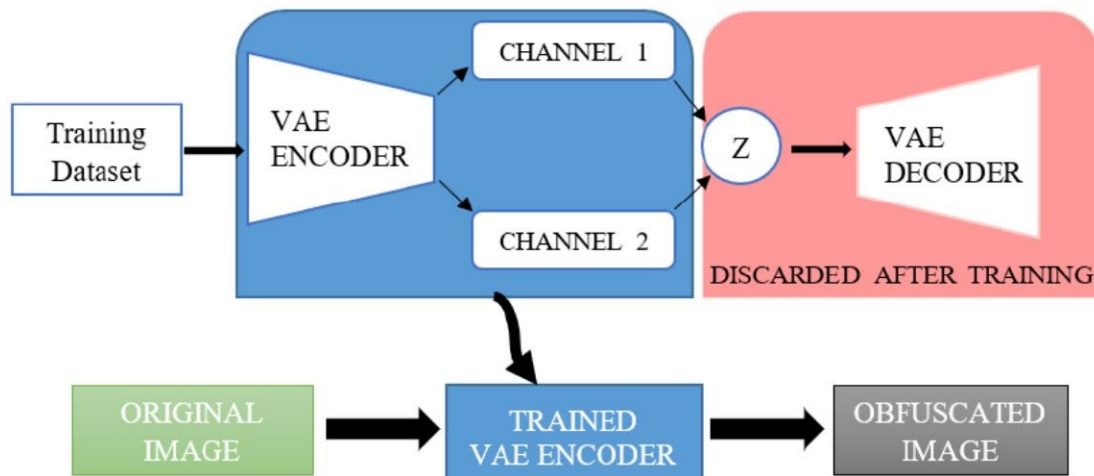 CHANNEL 1
Training
Dataset
VAE
ENCODER
Z
VAE
DECODER
CHANNEL 2
DISCARDED AFTER TRAINING
ORIGINAL
IMAGE
TRAINED
VAE ENCODER
OBFUSCATED
IMAGE